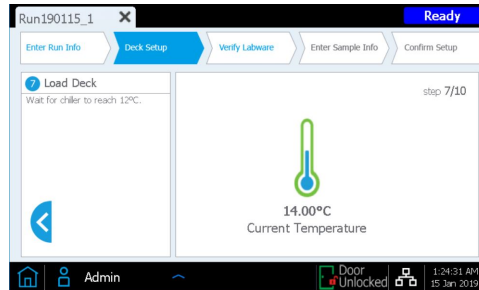 Run190115_1
Ready
Enter Run Info
Deck Setup
Verify Labware
Enter Sample Info
Confirm Setup
7 Load Deck
Wait for chiller to reach 12ºC.
step 7/10
14.00°C
Current Temperature
Admin
Door
Unlocked
1:24:31 AM
15 Jan 2019